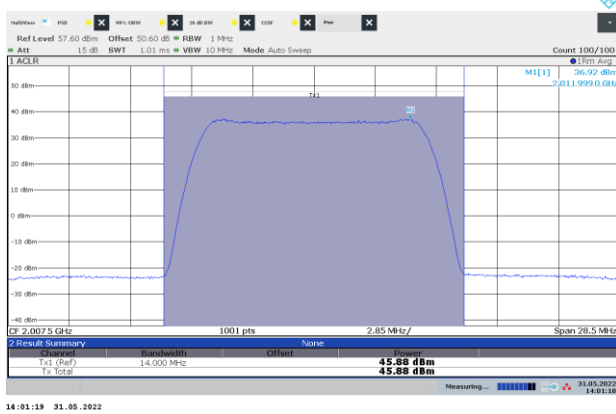 MultiView PSD X 99% OBW X 26 dB BW X CCDF X Pwr X
Ref Level 57.60 dBm Offset 50.60 dB RBW 1 MHz
Att 15 dB SWT 1.01 ms VBW 10 MHz Mode Auto Sweep Count 100/100
1 ACLR 1Rm Avg
M1[1] 36.92 dBm
2.011 999 0 GHz
50 dBm
Tx1
M1
40 dBm
30 dBm
20 dBm
10 dBm
0 dBm
-10 dBm
-20 dBm
-30 dBm
-40 dBm
CF 2.0075 GHz 1001 pts 2.85 MHz/ Span 28.5 MHz
2 Result Summary None
Channel Bandwidth Offset Power
Tx1 (Ref) 14.000 MHz 45.88 dBm
Tx Total 45.88 dBm
Measuring... 31.05.2022
14:01:18
14:01:19 31.05.2022